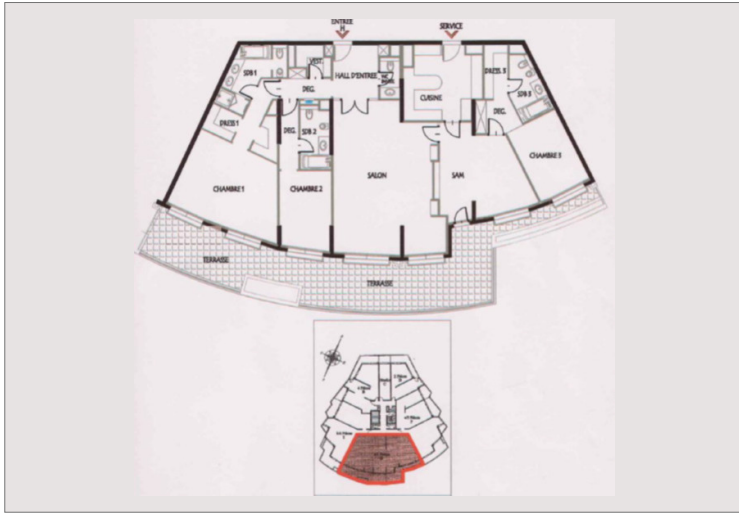 ENTREE
H
SERVICE
SDB 1
VEST.
HALL D'ENTREE
DEG.
CUISINE
DRESS. 3
SDB 3
DRESS 1
DEG.
SDB 2
DEG.
CHAMBRE 1
CHAMBRE 2
SALON
SAM
CHAMBRE 3
TERRASSE
TERRASSE